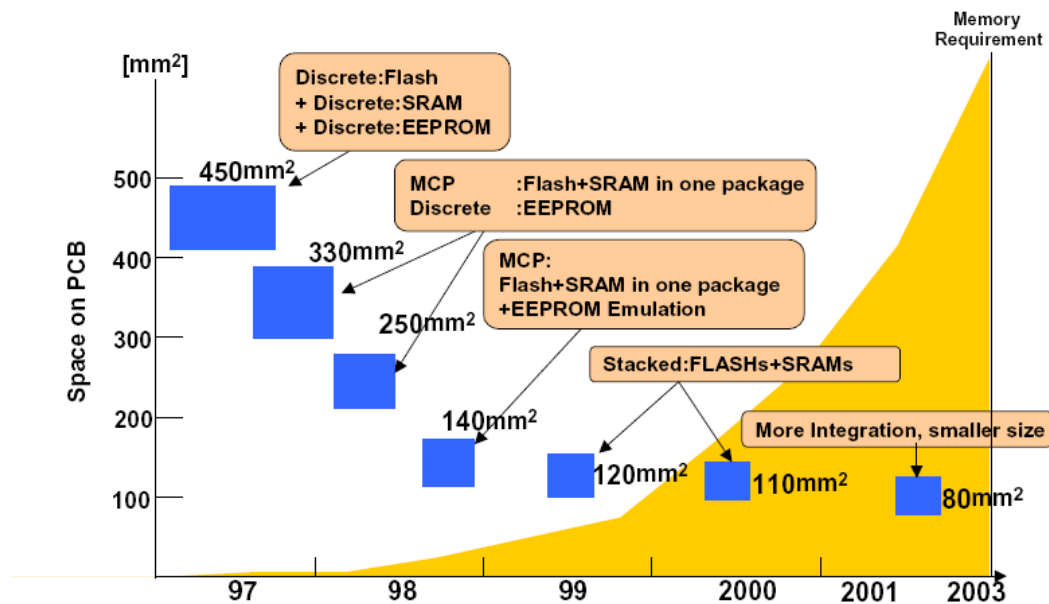 Memory
Requirement
[mm²]
Discrete:Flash
+ Discrete:SRAM
+ Discrete:EEPROM
500
450mm²
MCP :Flash+SRAM in one package
Discrete :EEPROM
400
330mm²
MCP:
Flash+SRAM in one package
+EEPROM Emulation
Space on PCB
300
250mm²
Stacked:FLASHs+SRAMs
200
140mm²
More Integration, smaller size
120mm²
110mm²
80mm²
100
97
98
99
2000
2001
2003